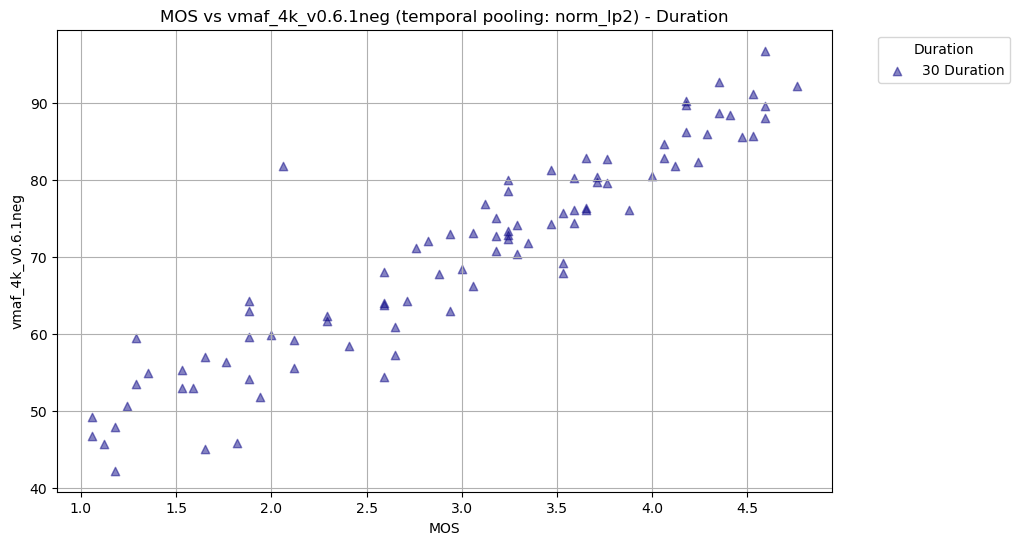 MOS vs vmaf_4k_v0.6.1neg (temporal pooling: norm_lp2) - Duration
Duration
30 Duration
vmaf_4k_v0.6.1neg
90
80
70
60
50
40
1.0 1.5 2.0 2.5 3.0 3.5 4.0 4.5
MOS